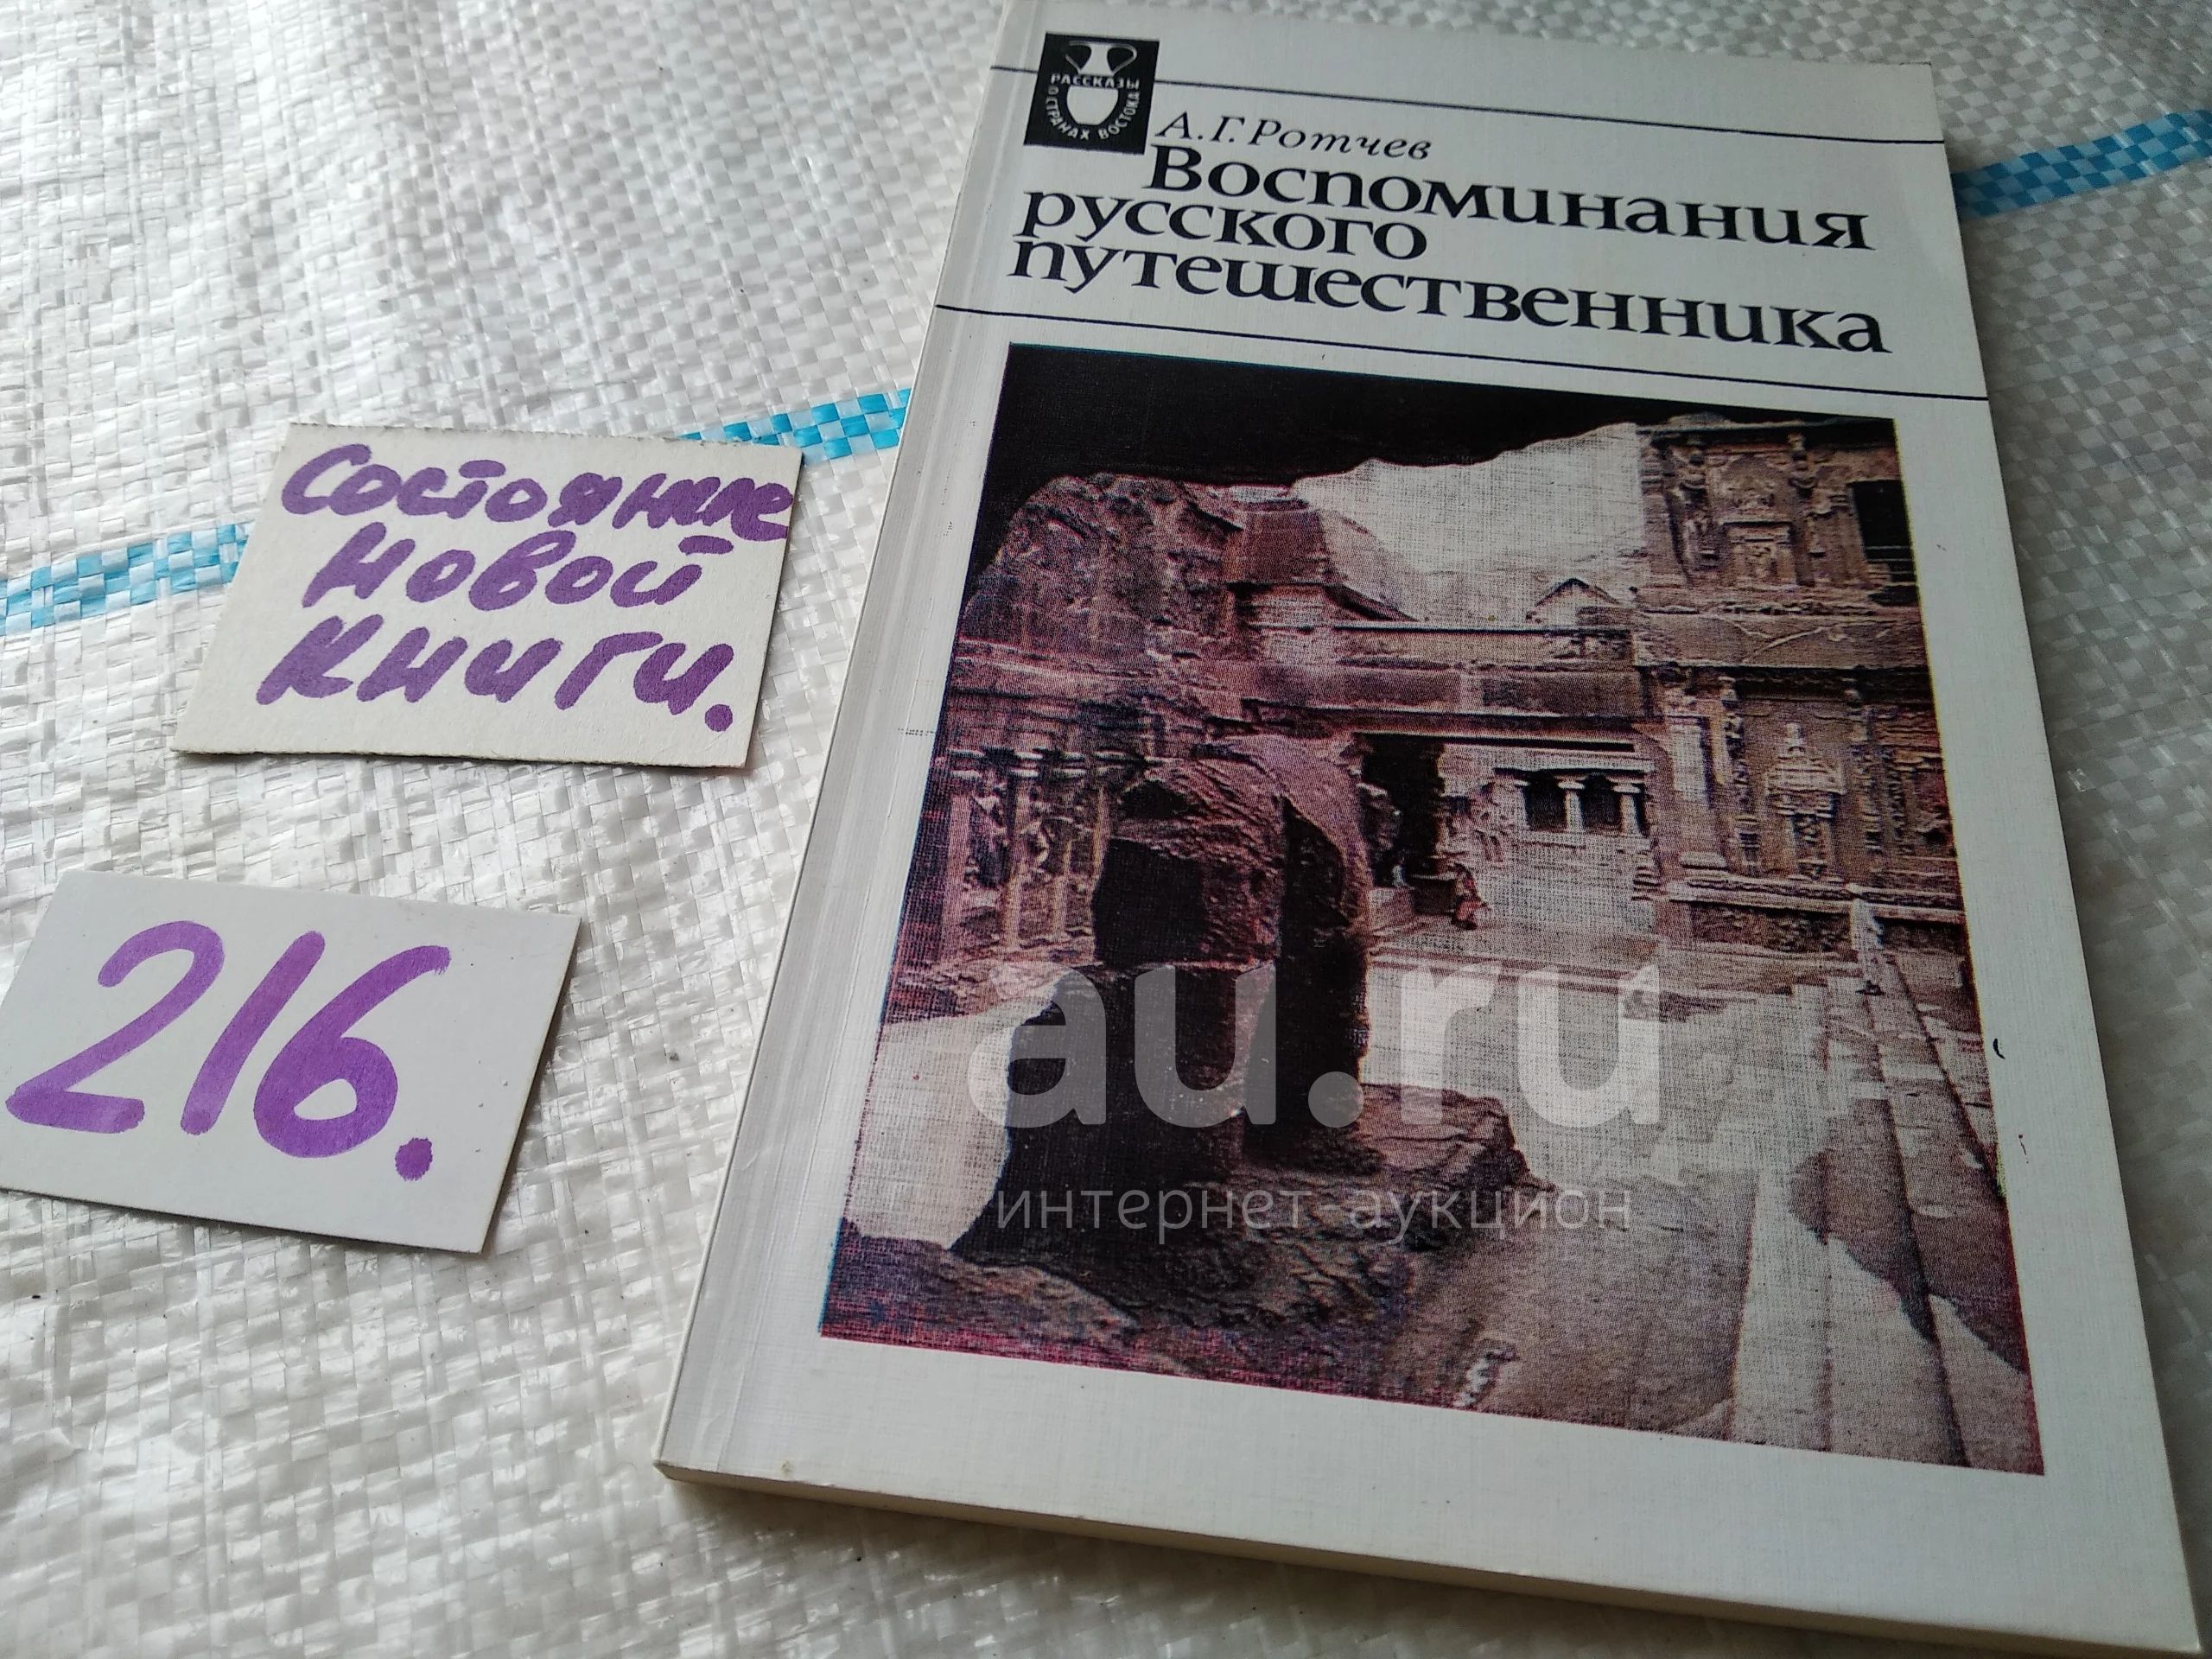 РАССКАЗЫ
О СТРАНАХ ВОСТОКА
А.Г.Ротчев
Воспоминания
русского
путешественника
Состояние
новой
книги.
216.
au.ru
интернет-аукцион